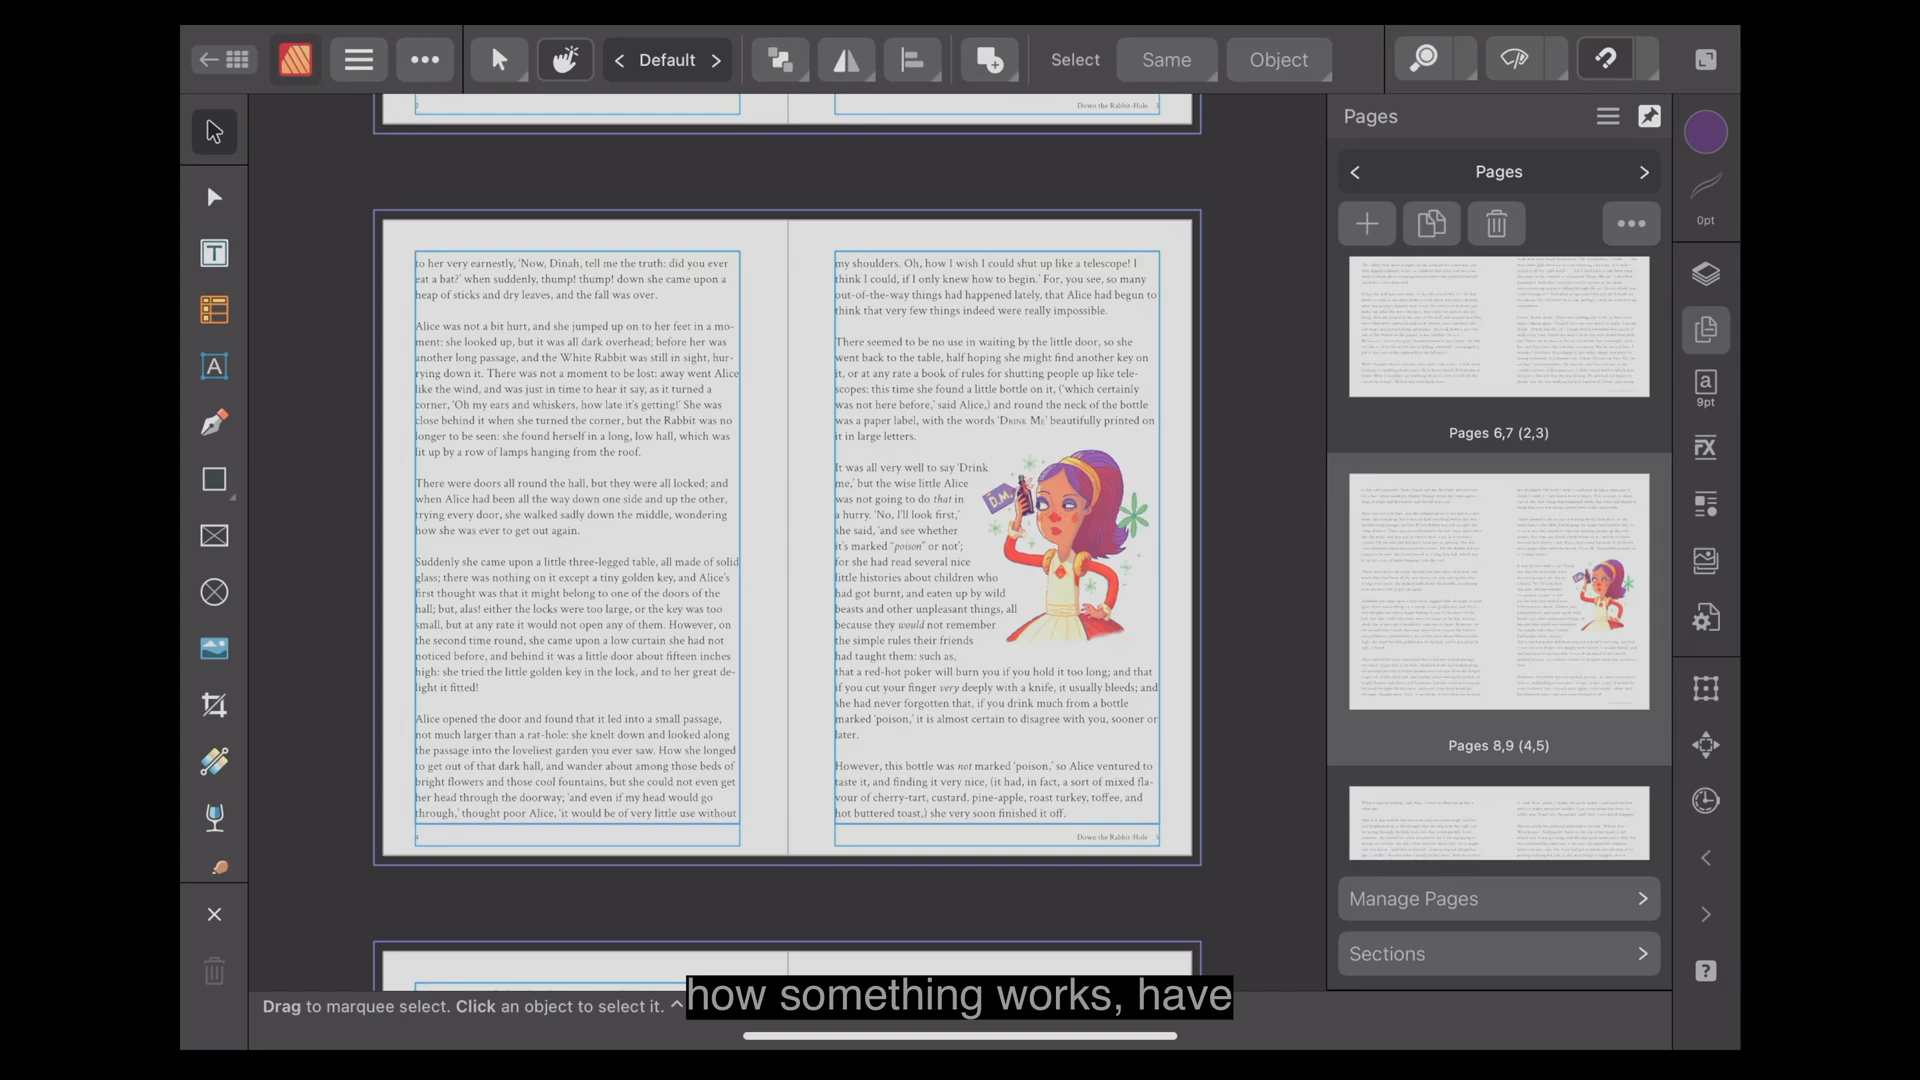 Default
Select
Same
Object
Down the Rabbit-Hole 3
2
Pages
Pages
0pt
9pt
to her very earnestly, 'Now, Dinah, tell me the truth: did you ever
eat a bat?' when suddenly, thump! thump! down she came upon a
heap of sticks and dry leaves, and the fall was over.
Alice was not a bit hurt, and she jumped up on to her feet in a mo-
ment: she looked up, but it was all dark overhead; before her was
another long passage, and the White Rabbit was still in sight, hur-
rying down it. There was not a moment to be lost: away went Alice
like the wind, and was just in time to hear it say, as it turned a
corner, 'Oh my ears and whiskers, how late it's getting!' She was
close behind it when she turned the corner, but the Rabbit was no
longer to be seen: she found herself in a long, low hall, which was
lit up by a row of lamps hanging from the roof.
There were doors all round the hall, but they were all locked; and
when Alice had been all the way down one side and up the other,
trying every door, she walked sadly down the middle, wondering
how she was ever to get out again.
Suddenly she came upon a little three-legged table, all made of solid
glass; there was nothing on it except a tiny golden key, and Alice's
first thought was that it might belong to one of the doors of the
hall; but, alas! either the locks were too large, or the key was too
small, but at any rate it would not open any of them. However, on
the second time round, she came upon a low curtain she had not
noticed before, and behind it was a little door about fifteen inches
high: she tried the little golden key in the lock, and to her great de-
light it fitted!
Alice opened the door and found that it led into a small passage,
not much larger than a rat-hole: she knelt down and looked along
the passage into the loveliest garden you ever saw. How she longed
to get out of that dark hall, and wander about among those beds of
bright flowers and those cool fountains, but she could not even get
her head through the doorway; 'and even if my head would go
through,' thought poor Alice, 'it would be of very little use without
4
my shoulders. Oh, how I wish I could shut up like a telescope! I
think I could, if I only knew how to begin.' For, you see, so many
out-of-the-way things had happened lately, that Alice had begun to
think that very few things indeed were really impossible.
There seemed to be no use in waiting by the little door, so she
went back to the table, half hoping she might find another key on
it, or at any rate a book of rules for shutting people up like tele-
scopes: this time she found a little bottle on it, ('which certainly
was not here before,' said Alice,) and round the neck of the bottle
was a paper label, with the words 'Drink Me' beautifully printed on
it in large letters.
It was all very well to say 'Drink
me,' but the wise little Alice
was not going to do that in
a hurry. 'No, I'll look first,'
she said, 'and see whether
it's marked "poison" or not';
for she had read several nice
little histories about children who
had got burnt, and eaten up by wild
beasts and other unpleasant things, all
because they would not remember
the simple rules their friends
had taught them: such as,
that a red-hot poker will burn you if you hold it too long; and that
if you cut your finger very deeply with a knife, it usually bleeds; and
she had never forgotten that, if you drink much from a bottle
marked 'poison,' it is almost certain to disagree with you, sooner or
later.
However, this bottle was not marked 'poison,' so Alice ventured to
taste it, and finding it very nice, (it had, in fact, a sort of mixed fla-
vour of cherry-tart, custard, pine-apple, roast turkey, toffee, and
hot buttered toast,) she very soon finished it off.
Down the Rabbit-Hole 5
D.M.
Pages 6,7 (2,3)
Pages 8,9 (4,5)
Manage Pages
Sections
Drag to marquee select. Click an object to select it.
how something works, have